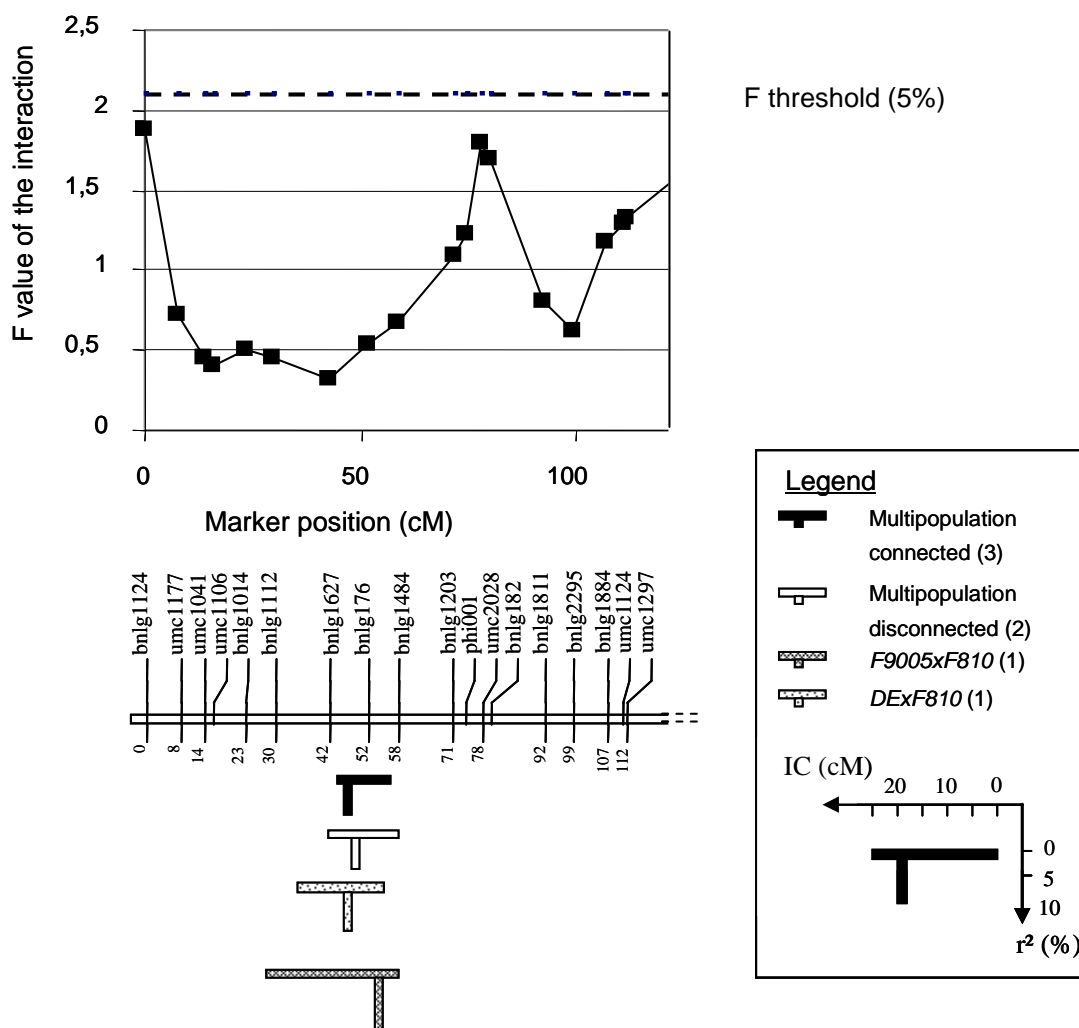 2,5
2
1,5
1
0,5
0
F value of the interaction
F threshold (5%)
0
50
100
Marker position (cM)
bnlg1124
umc1177
umc1041
umc1106
bnlg1014
bnlg1112
bnlg1627
bnlg176
bnlg1484
bnlg1203
phi001
umc2028
bnlg182
bnlg1811
bnlg2295
bnlg1884
umc1124
umc1297
0
8
14
23
30
42
52
58
71
78
92
99
107
112
Legend
Multipopulation
connected (3)
Multipopulation
disconnected (2)
F9005xF810 (1)
DExF810 (1)
IC (cM)
20 10 0
0
5
10
r² (%)